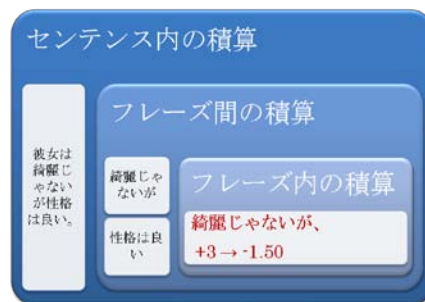 センテンス内の積算
彼女は
綺麗じ
ゃない
が性格
は良い。
フレーズ間の積算
綺麗じゃ
ないが
性格は良
い
フレーズ内の積算
綺麗じゃないが、
+3→-1.50